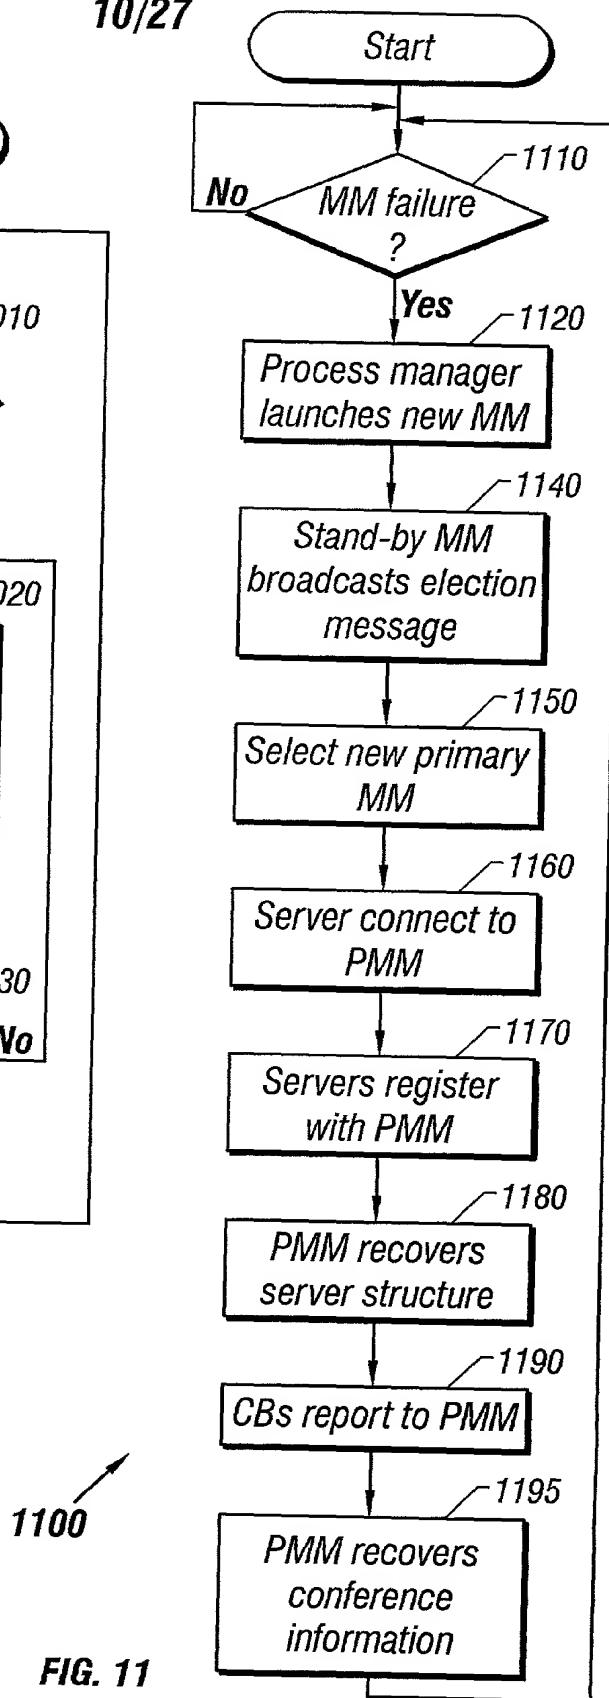 10/27
Start
1110
No
MM failure
?
Yes
010
1120
Process manager
launches new MM
1140
Stand-by MM
broadcasts election
message
020
1150
Select new primary
MM
1160
Server connect to
PMM
30
No
1170
Servers register
with PMM
1180
PMM recovers
server structure
1190
CBs report to PMM
1195
1100
PMM recovers
conference
information
FIG. 11